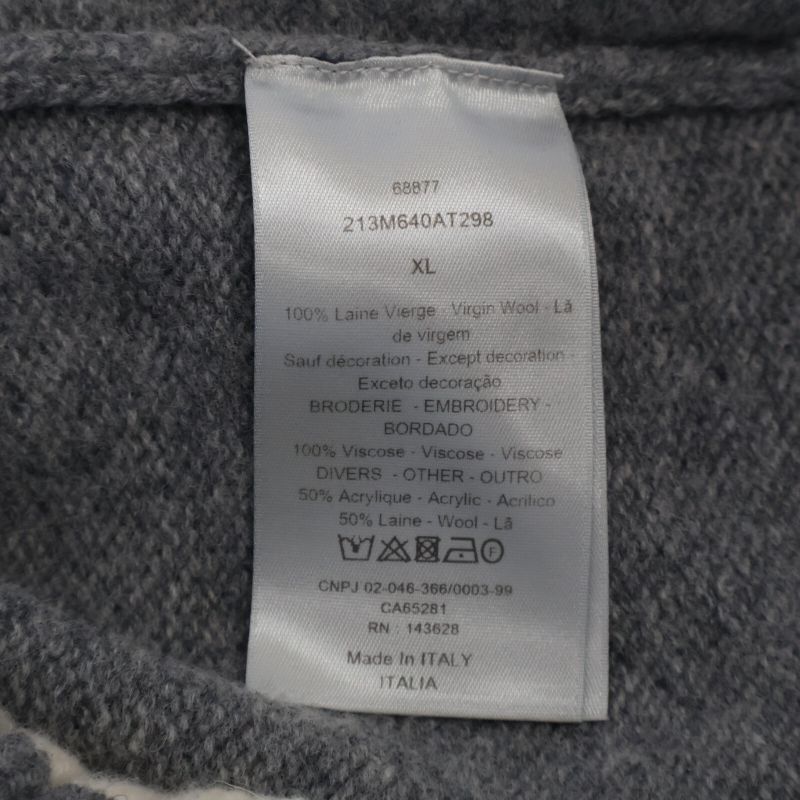 68877
213M640AT298
XL
100% Laine Vierge - Virgin Wool - Lã
de virgem
Sauf décoration - Except decoration -
Exceto decoração
BRODERIE - EMBROIDERY -
BORDADO
100% Viscose - Viscose - Viscose
DIVERS - OTHER - OUTRO
50% Acrylique - Acrylic - Acrílico
50% Laine - Wool - Lã
F
CNPJ 02-046-366/0003-99
CA65281
RN : 143628
Made In ITALY
ITALIA